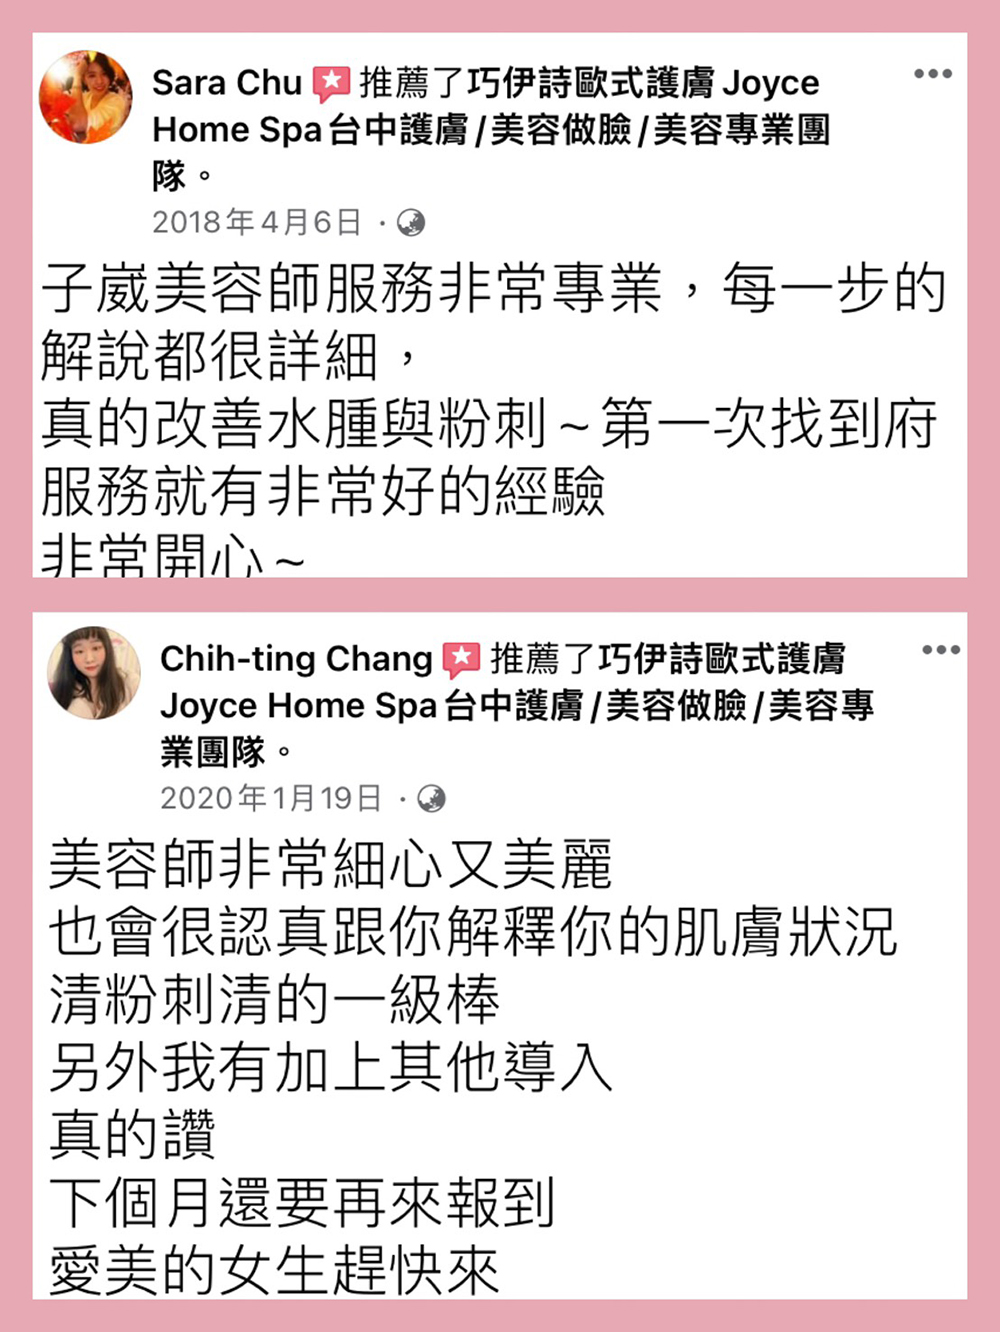 Sara Chu 推薦了巧伊詩歐式護膚 Joyce
Home Spa台中護膚/美容做臉/美容專業團
隊。
2018年4月6日
子崴美容師服務非常專業，每一步的
解說都很詳細，
真的改善水腫與粉刺~第一次找到府
服務就有非常好的經驗
非常開心~
Chih-ting Chang 推薦了巧伊詩歐式護膚
Joyce Home Spa台中護膚/美容做臉/美容專
業團隊。
2020年1月19日
美容師非常細心又美麗
也會很認真跟你解釋你的肌膚狀況
清粉刺清的一級棒
另外我有加上其他導入
真的讚
下個月還要再來報到
愛美的女生趕快來